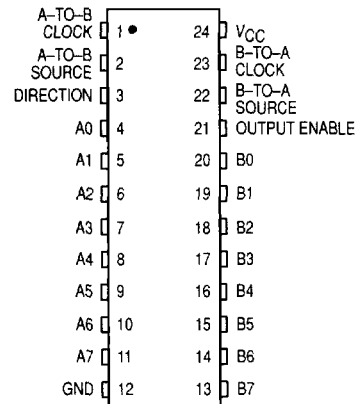 A–TO–B
CLOCK 1 24 VCC
A–TO–B
SOURCE 2 23 B–TO–A
CLOCK
DIRECTION 3 22 B–TO–A
SOURCE
A0 4 21 OUTPUT ENABLE
A1 5 20 B0
A2 6 19 B1
A3 7 18 B2
A4 8 17 B3
A5 9 16 B4
A6 10 15 B5
A7 11 14 B6
GND 12 13 B7